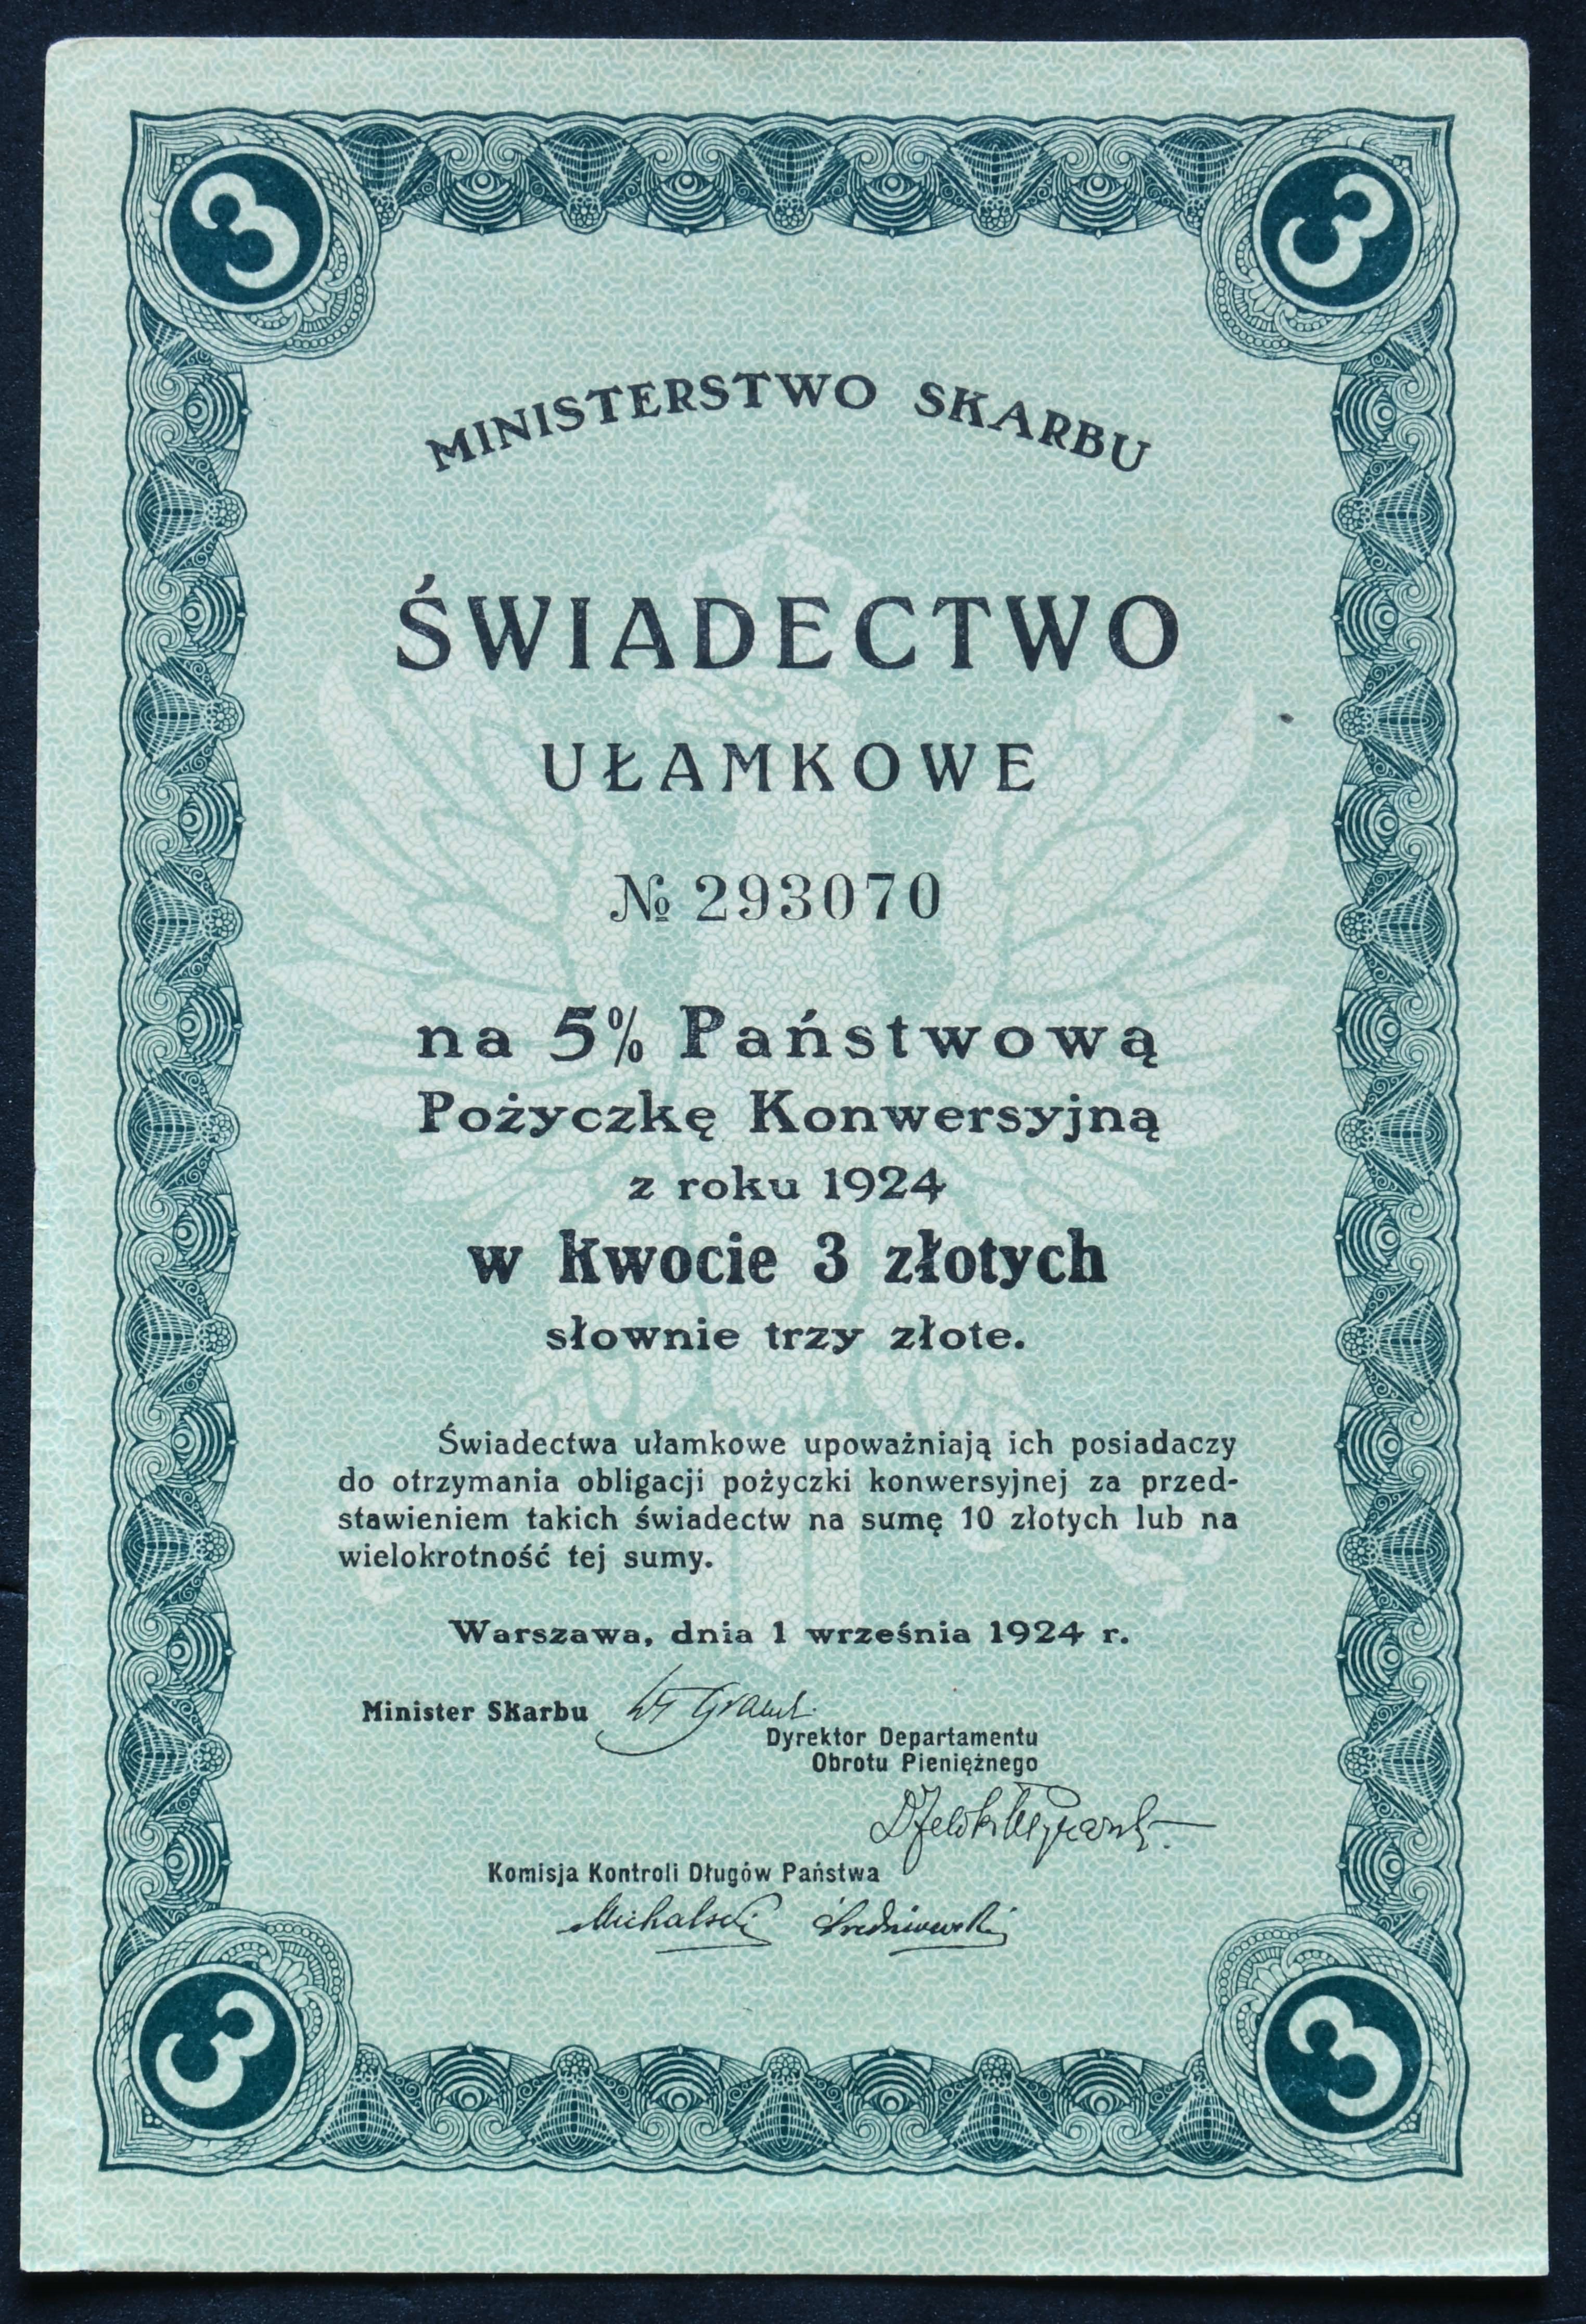 3 3
MINISTERSTWO SKARBU
ŚWIADECTWO
UŁAMKOWE
№ 293070
na 5% Państwową
Pożyczkę Konwersyjną
z roku 1924
w kwocie 3 złotych
słownie trzy złote.
Świadectwa ułamkowe upoważniają ich posiadaczy
do otrzymania obligacji pożyczki konwersyjnej za przed-
stawieniem takich świadectw na sumę 10 złotych lub na
wielokrotność tej sumy.
Warszawa, dnia 1 września 1924 r.
Minister Skarbu
Dyrektor Departamentu
Obrotu Pieniężnego
Komisja Kontroli Długów Państwa
Michalski
3 3